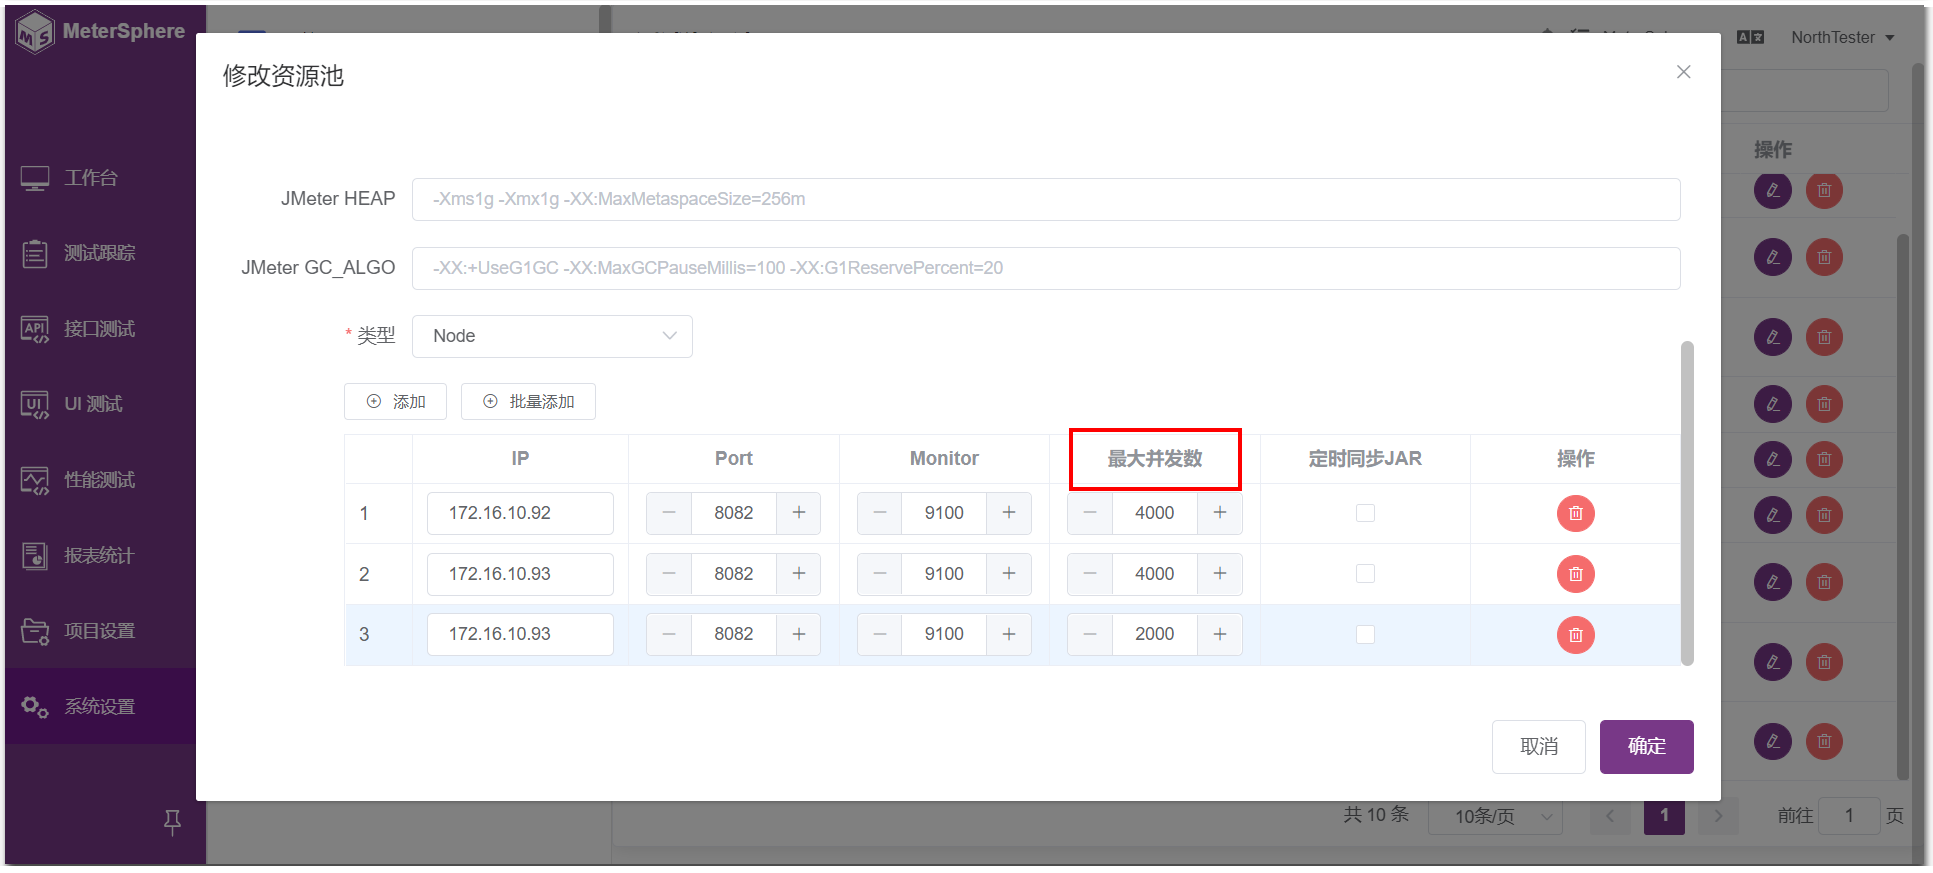 MeterSphere
NorthTester
修改资源池
工作台
测试跟踪
API 接口测试
UI UI 测试
性能测试
报表统计
项目设置
系统设置
JMeter HEAP -Xms1g -Xmx1g -XX:MaxMetaspaceSize=256m
JMeter GC_ALGO -XX:+UseG1GC -XX:MaxGCPauseMillis=100 -XX:G1ReservePercent=20
* 类型 Node
添加 批量添加
IP Port Monitor 最大并发数 定时同步JAR 操作
1 172.16.10.92 8082 9100 4000
2 172.16.10.93 8082 9100 4000
3 172.16.10.93 8082 9100 2000
取消 确定
操作
共 10 条 10条/页 1 前往 1 页